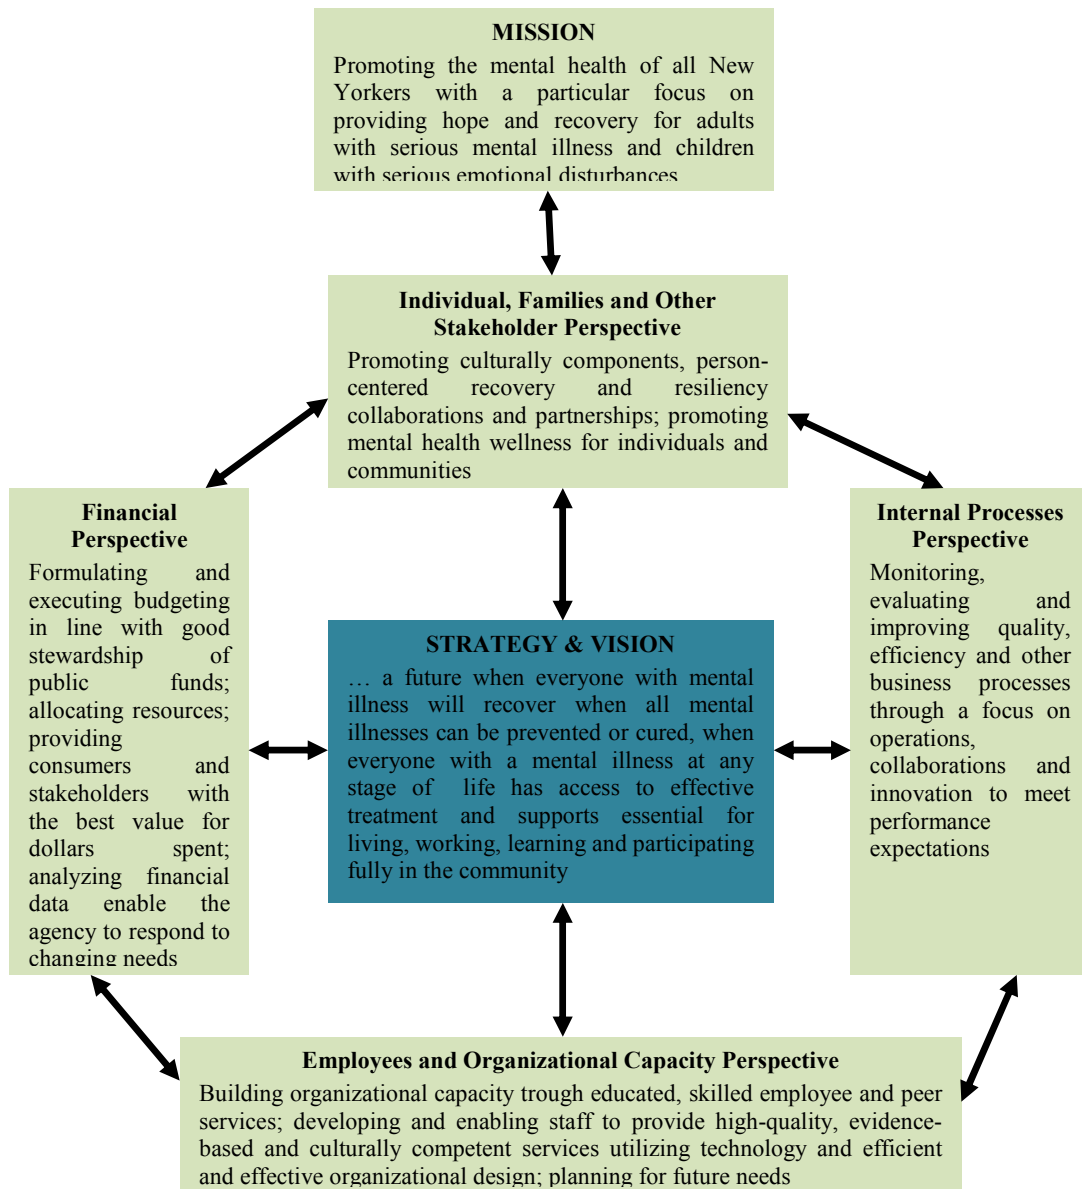 MISSION
Promoting the mental health of all New
Yorkers with a particular focus on
providing hope and recovery for adults
with serious mental illness and children
with serious emotional disturbances
Individual, Families and Other
Stakeholder Perspective
Promoting culturally components, person-
centered recovery and resiliency
collaborations and partnerships; promoting
mental health wellness for individuals and
communities
Financial
Perspective
Formulating and
executing budgeting
in line with good
stewardship of
public funds;
allocating resources;
providing
consumers and
stakeholders with
the best value for
dollars spent;
analyzing financial
data enable the
agency to respond to
changing needs
STRATEGY & VISION
… a future when everyone with mental
illness will recover when all mental
illnesses can be prevented or cured, when
everyone with a mental illness at any
stage of life has access to effective
treatment and supports essential for
living, working, learning and participating
fully in the community
Internal Processes
Perspective
Monitoring,
evaluating and
improving quality,
efficiency and other
business processes
through a focus on
operations,
collaborations and
innovation to meet
performance
expectations
Employees and Organizational Capacity Perspective
Building organizational capacity trough educated, skilled employee and peer
services; developing and enabling staff to provide high-quality, evidence-
based and culturally competent services utilizing technology and efficient
and effective organizational design; planning for future needs